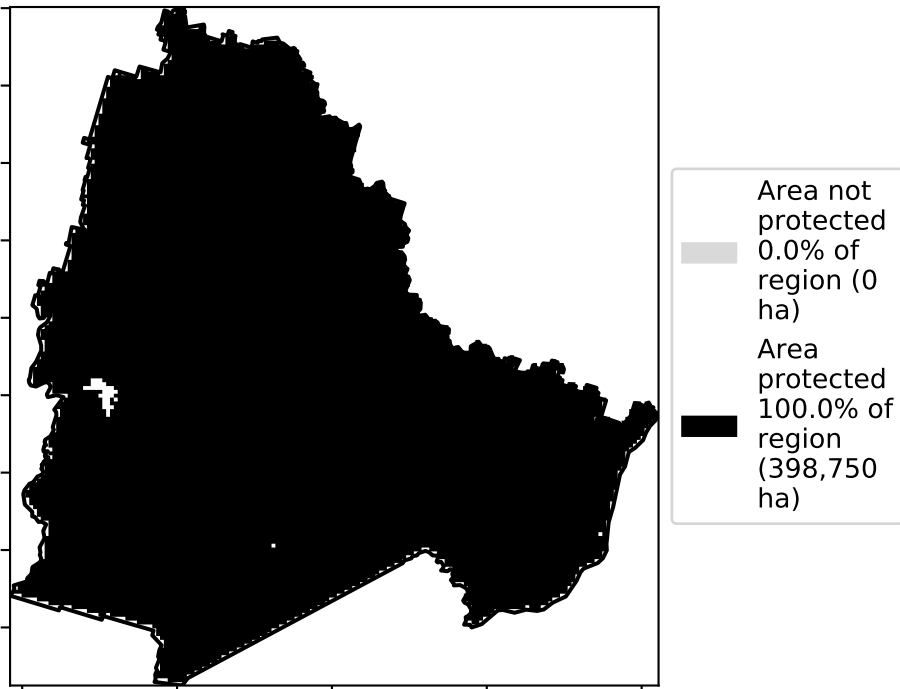 Area not
protected
0.0% of
region (0
ha)
Area
protected
100.0% of
region
(398,750
ha)